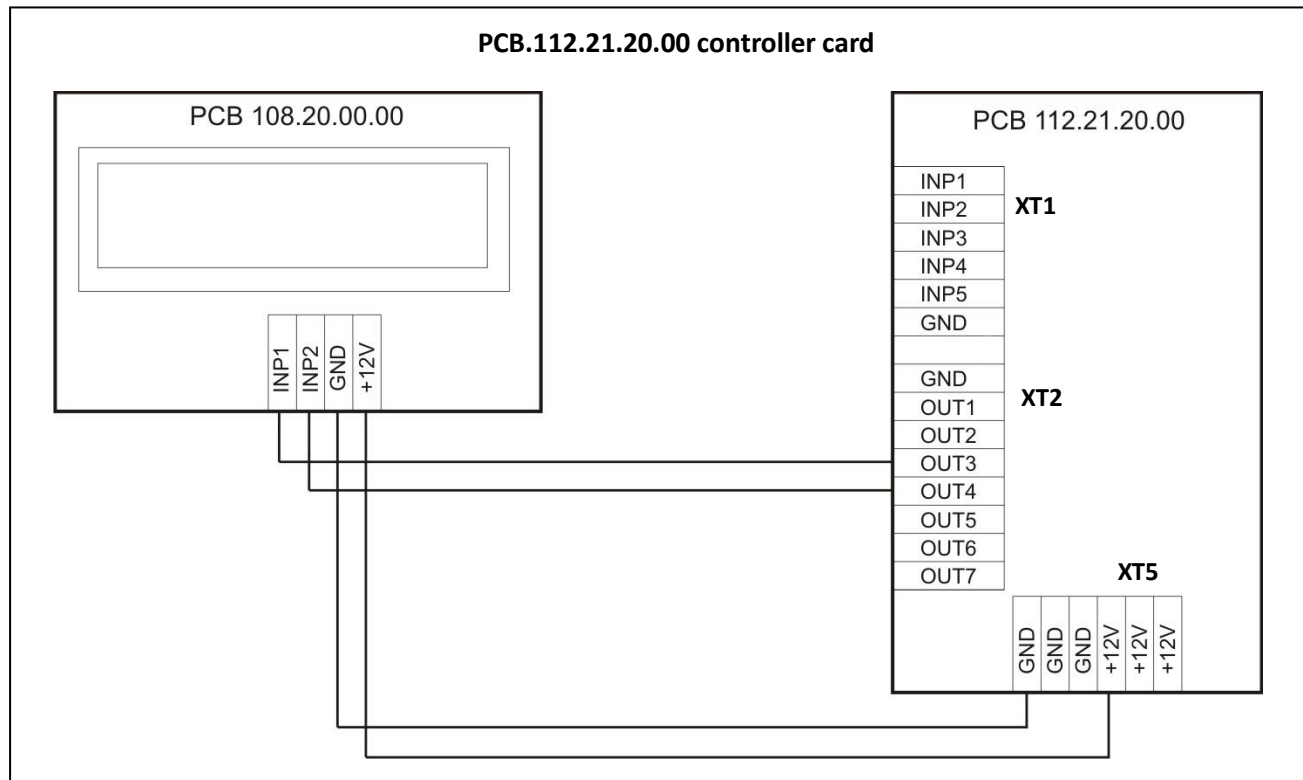 PCB.112.21.20.00 controller card
PCB 108.20.00.00
INP1
INP2
GND
+12V
PCB 112.21.20.00
INP1
INP2
INP3
INP4
INP5
GND
XT1
GND
OUT1
OUT2
OUT3
OUT4
OUT5
OUT6
OUT7
XT2
XT5
GND
GND
GND
+12V
+12V
+12V